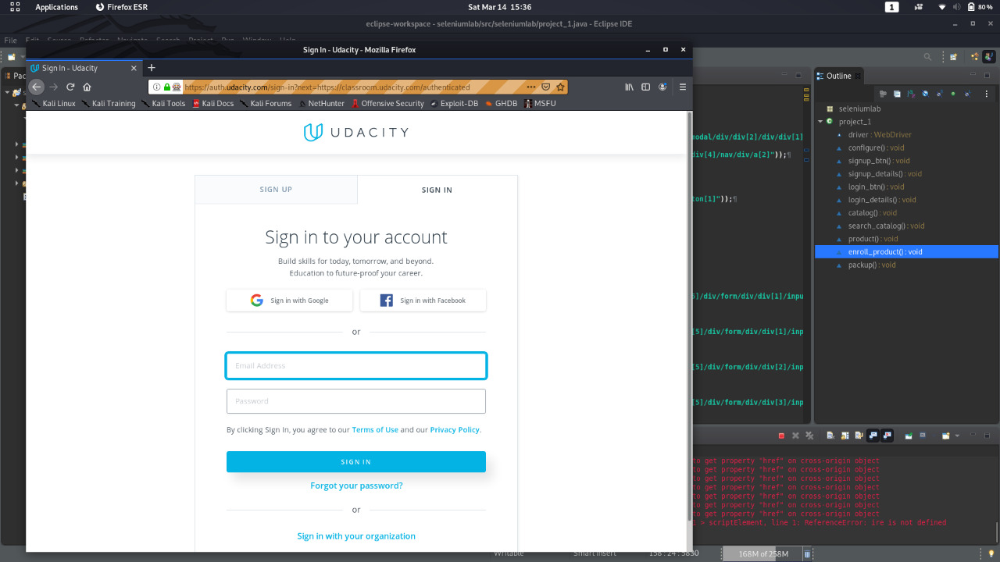 Applications
Firefox ESR
Sat Mar 14 15:36
1
80%
eclipse-workspace - seleniumlab/src/seleniumlab/project_1.java - Eclipse IDE
File Edit Source Refactor Navigate Search Project Run Window Help
Sign In - Udacity - Mozilla Firefox
Sign In - Udacity
https://auth.udacity.com/sign-in?next=https://classroom.udacity.com/authenticated
Kali Linux
Kali Training
Kali Tools
Kali Docs
Kali Forums
NetHunter
Offensive Security
Exploit-DB
GHDB
MSFU
UDACITY
SIGN UP
SIGN IN
Sign in to your account
Build skills for today, tomorrow, and beyond.
Education to future-proof your career.
Sign in with Google
Sign in with Facebook
or
Email Address
Password
By clicking Sign In, you agree to our Terms of Use and our Privacy Policy.
SIGN IN
Forgot your password?
or
Sign in with your organization
modal/div/div[2]/div/div[1]
div[4]/nav/div/a[2]"));¶
ton[1]"));¶
5]/div/form/div/div[1]/inpu
[5]/div/form/div/div[1]/inp
[5]/div/form/div/div[2]/inp
[5]/div/form/div/div[3]/inp
Outline
seleniumlab
project_1
driver : WebDriver
configure() : void
signup_btn() : void
signup_details() : void
login_btn() : void
login_details() : void
catalog() : void
search_catalog() : void
product() : void
enroll_product() : void
packup() : void
to get property "href" on cross-origin object
to get property "href" on cross-origin object
to get property "href" on cross-origin object
to get property "href" on cross-origin object
to get property "href" on cross-origin object
to get property "href" on cross-origin object
to get property "href" on cross-origin object
1 > scriptElement, line 1: ReferenceError: ire is not defined
Writable
Smart Insert
158 : 24 : 5830
168M of 258M